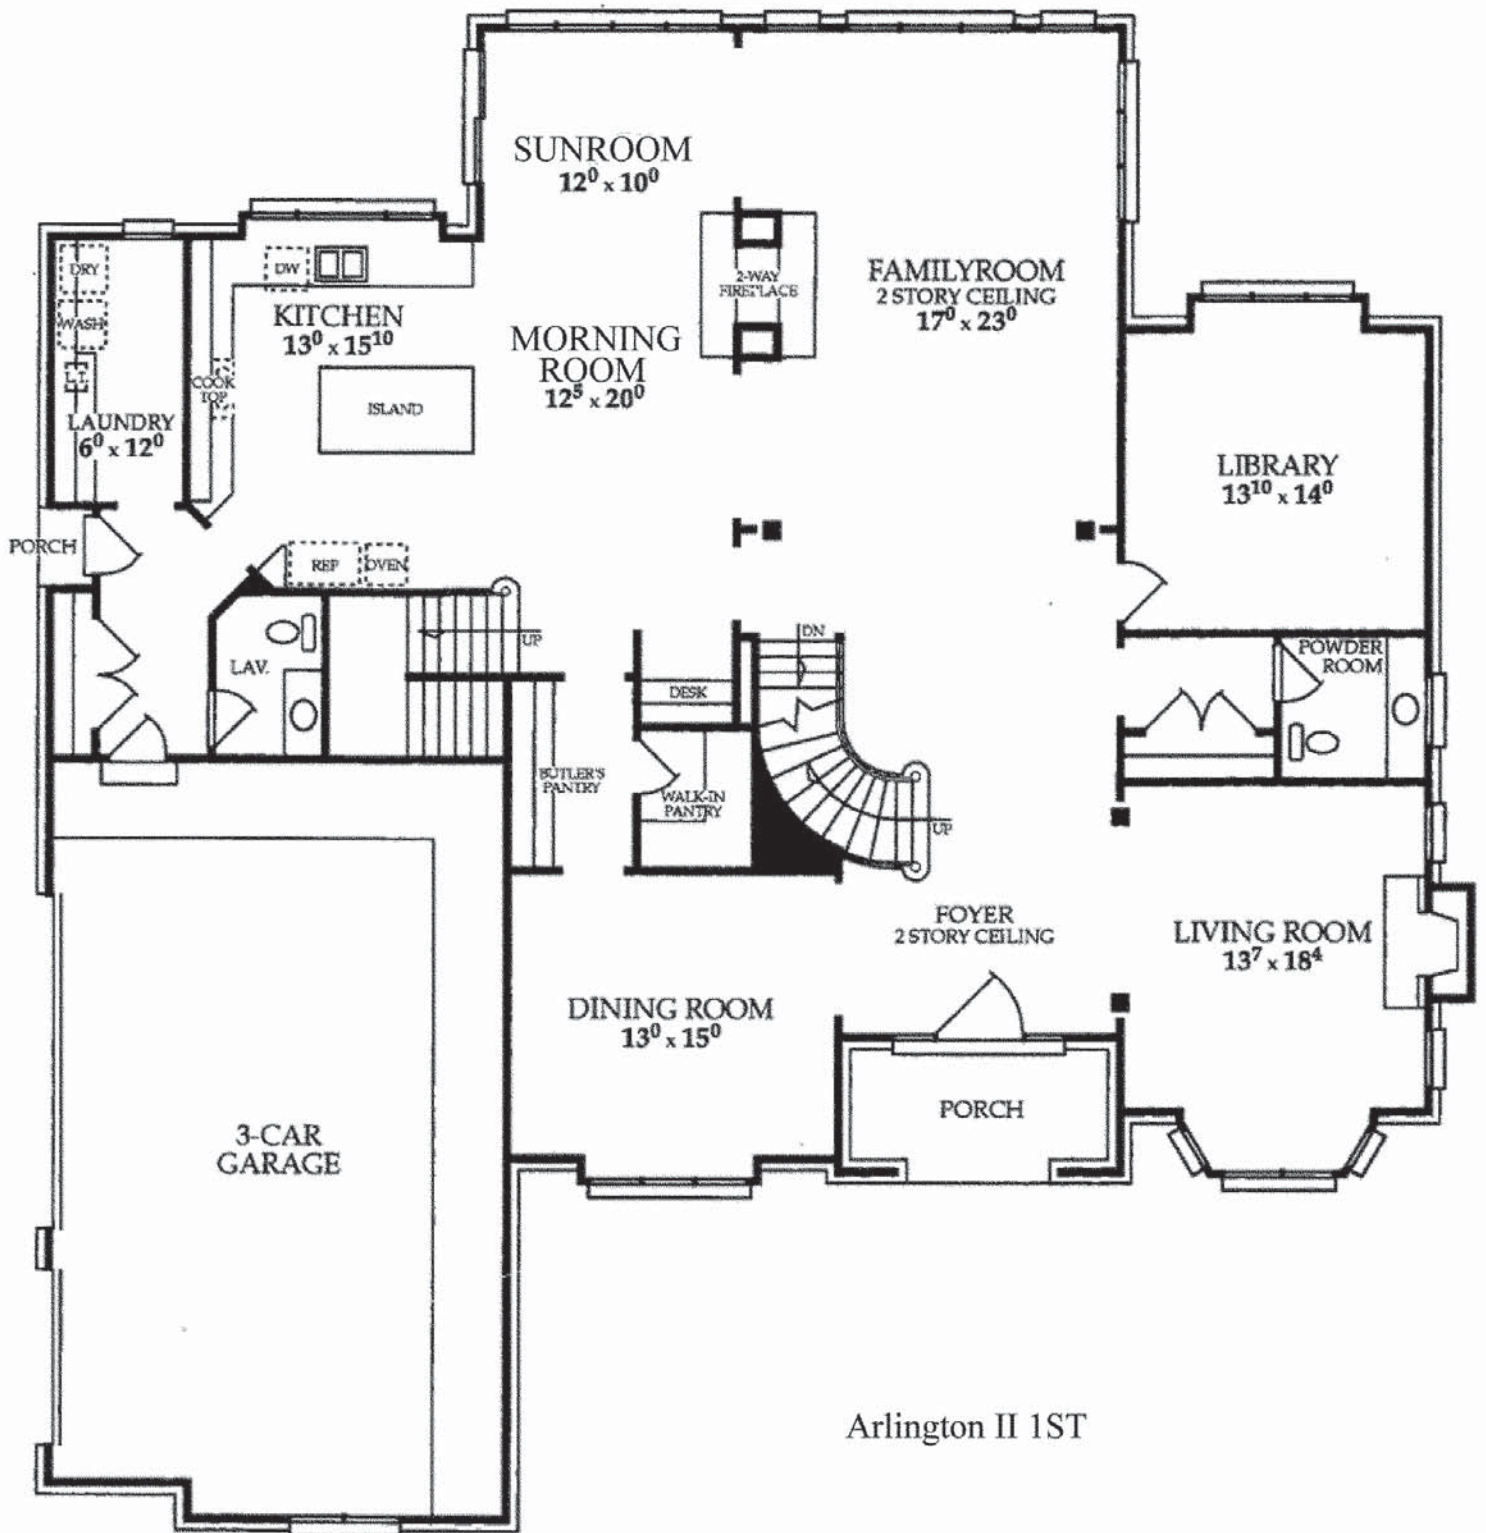 SUNROOM
12⁰ x 10⁰
DRY
WASH
L.T.
LAUNDRY
6⁰ x 12⁰
DW
KITCHEN
13⁰ x 15¹⁰
COOK
TOP
ISLAND
MORNING
ROOM
12⁵ x 20⁰
2-WAY
FIREPLACE
FAMILYROOM
2 STORY CEILING
17⁰ x 23⁰
LIBRARY
13¹⁰ x 14⁰
PORCH
REF
OVEN
UP
LAV.
DESK
DN
POWDER
ROOM
BUTLER'S
PANTRY
WALK-IN
PANTRY
UP
FOYER
2 STORY CEILING
LIVING ROOM
13⁷ x 18⁴
DINING ROOM
13⁰ x 15⁰
PORCH
3-CAR
GARAGE
Arlington II 1ST